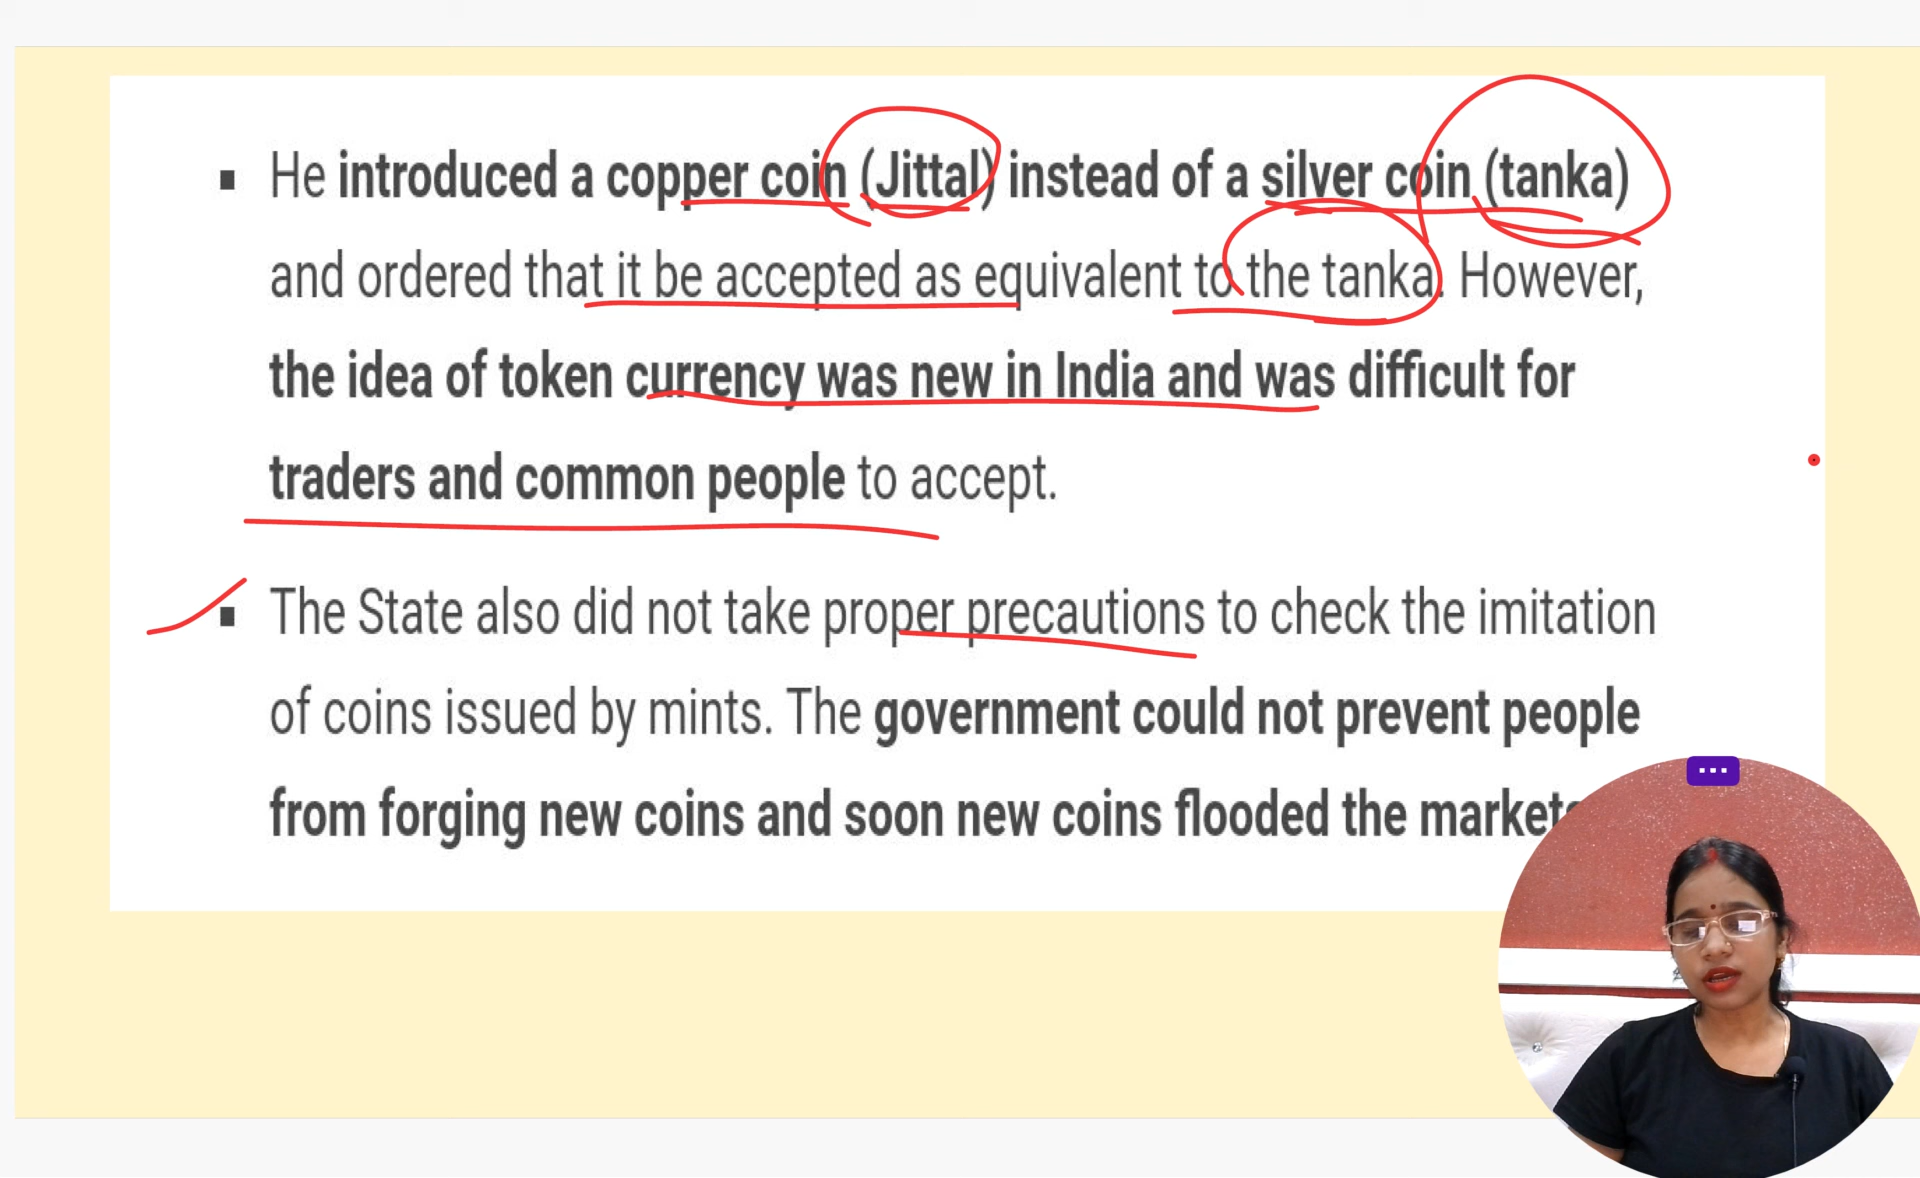 ▪ He introduced a copper coin (Jittal) instead of a silver coin (tanka)
and ordered that it be accepted as equivalent to the tanka. However,
the idea of token currency was new in India and was difficult for
traders and common people to accept.
▪ The State also did not take proper precautions to check the imitation
of coins issued by mints. The government could not prevent people
from forging new coins and soon new coins flooded the markets